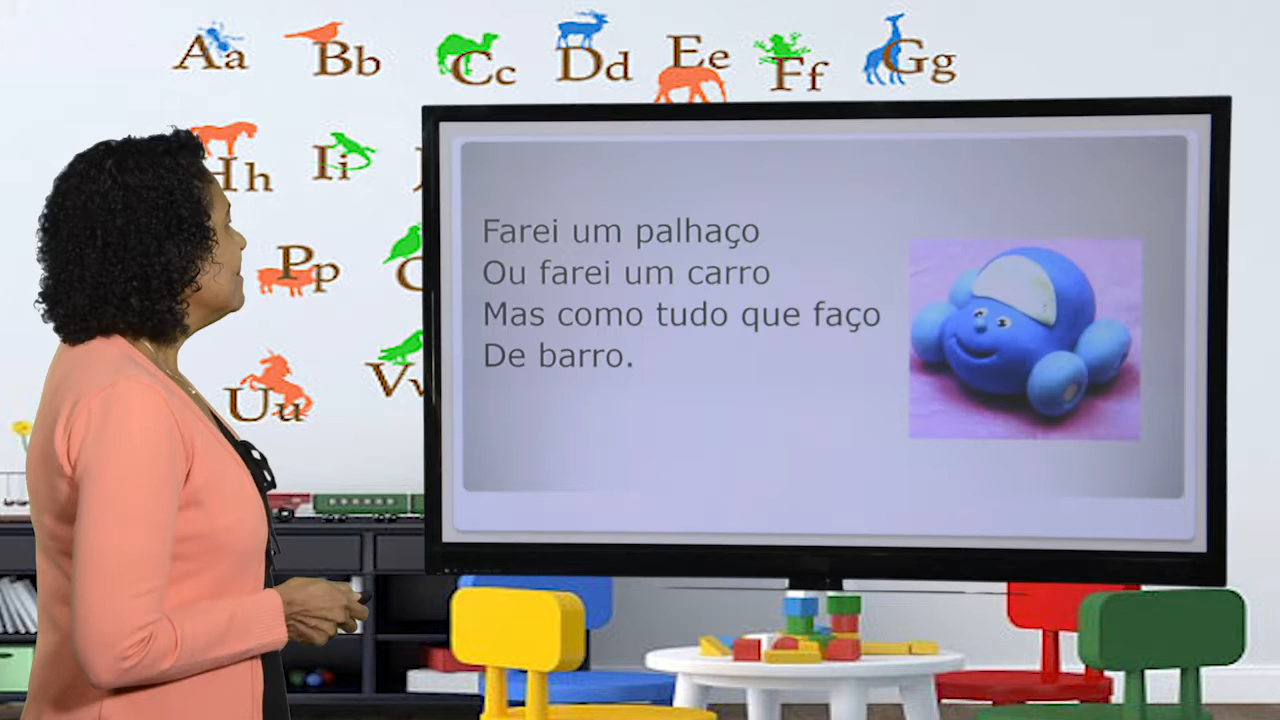 Aa Bb Cc Dd Ee Ff Gg
Hh Ii
Pp
Uu Vv
Farei um palhaço
Ou farei um carro
Mas como tudo que faço
De barro.